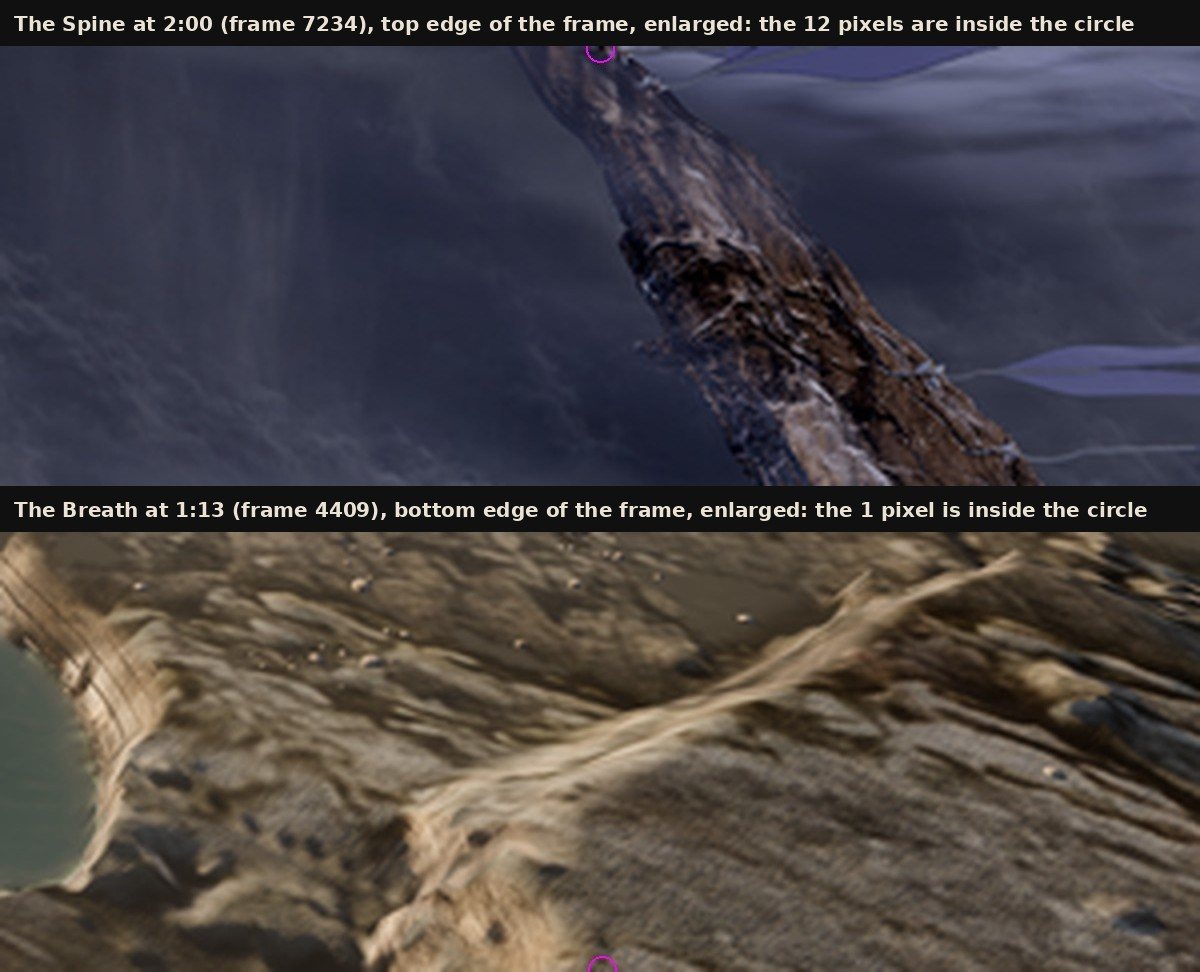 The Spine at 2:00 (frame 7234), top edge of the frame, enlarged: the 12 pixels are inside the circle
The Breath at 1:13 (frame 4409), bottom edge of the frame, enlarged: the 1 pixel is inside the circle